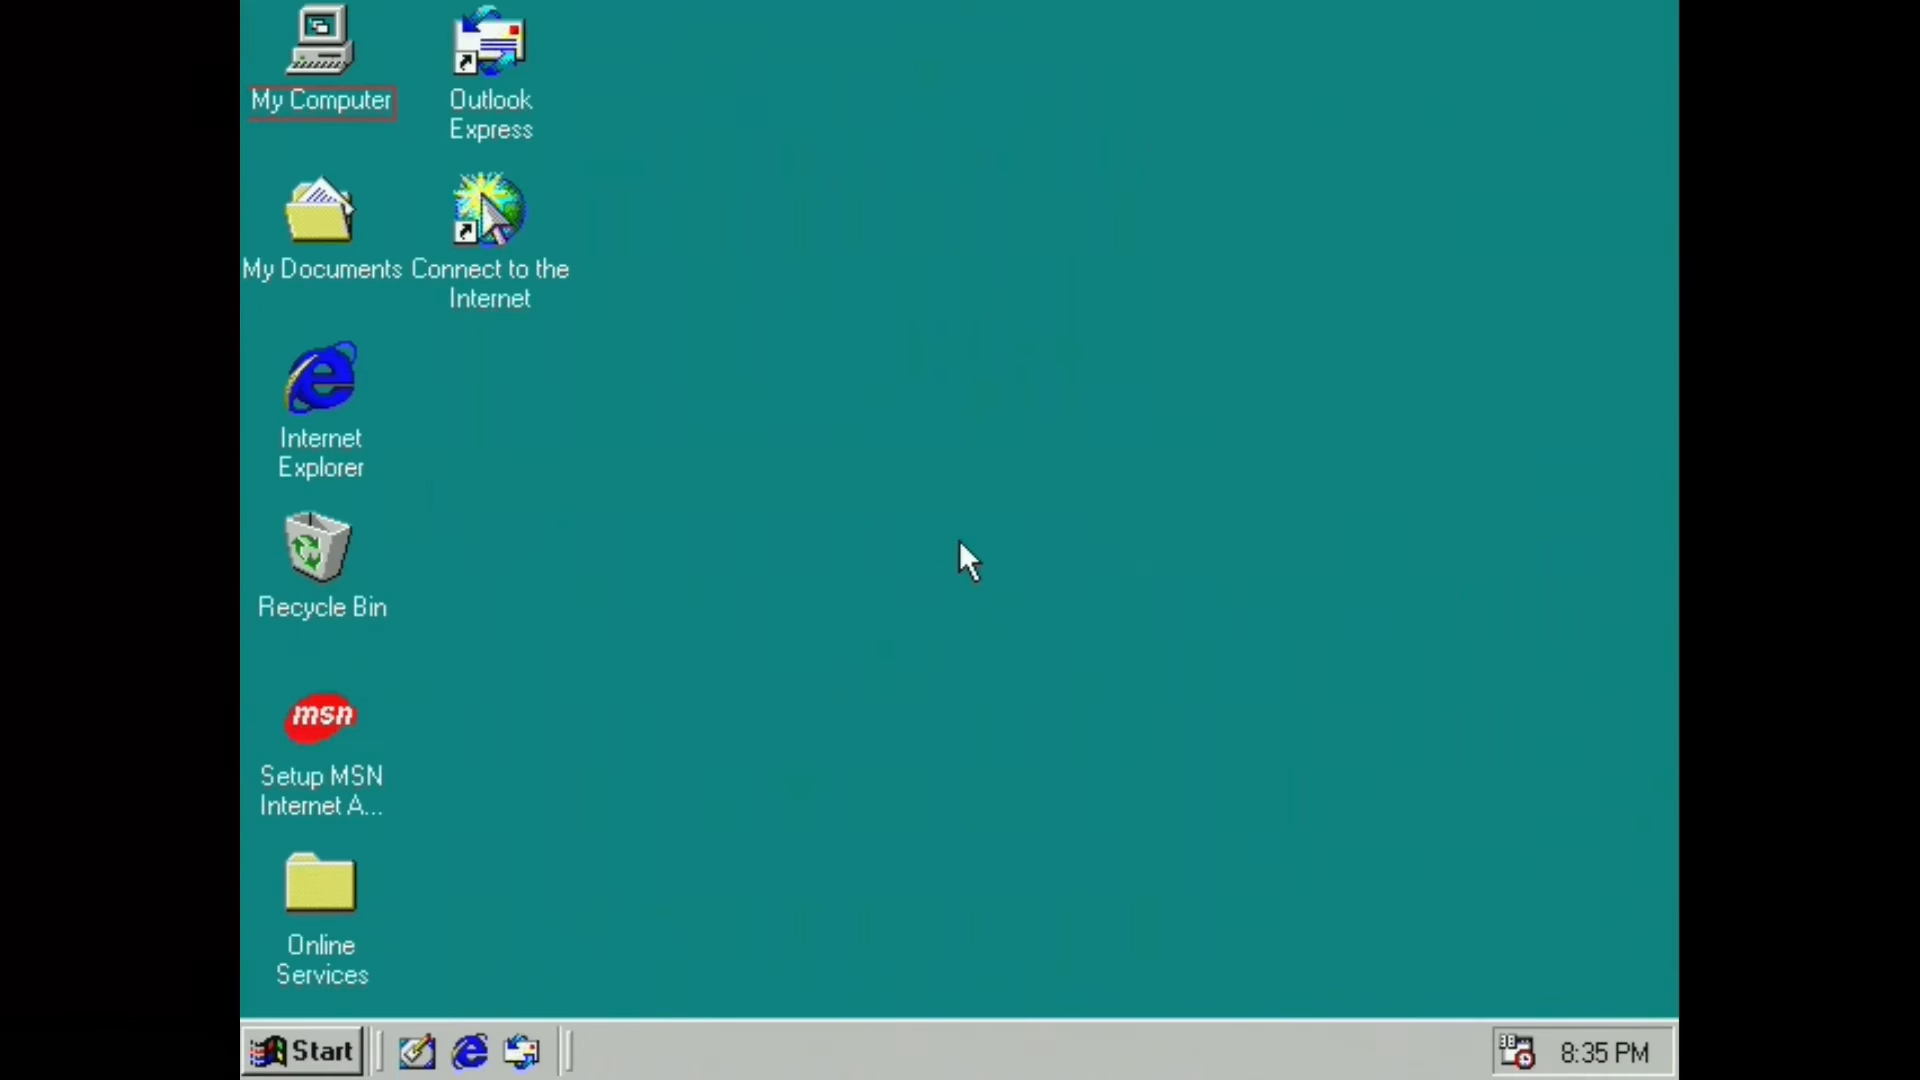 My Computer
Outlook
Express
My Documents
Connect to the
Internet
Internet
Explorer
Recycle Bin
msn
Setup MSN
Internet A...
Online
Services
Start
8:35 PM